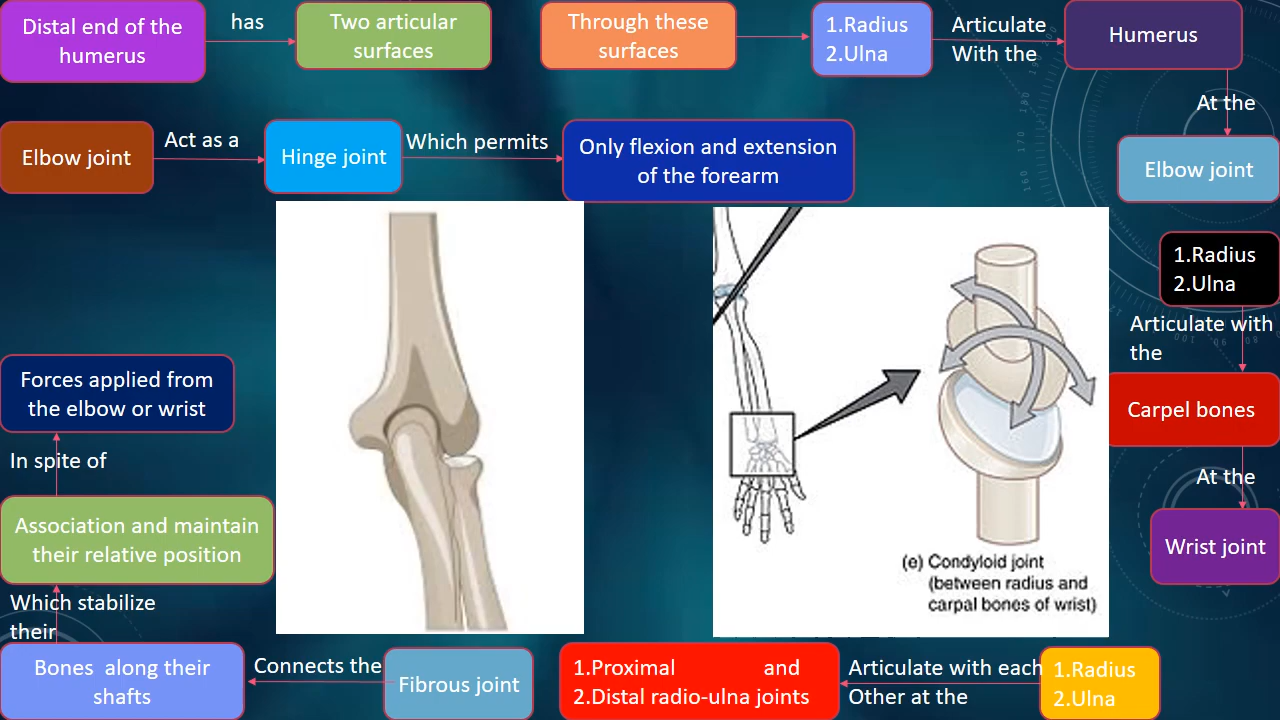 Distal end of the
humerus
has
Two articular
surfaces
Through these
surfaces
1.Radius
2.Ulna
Articulate
With the
Humerus
At the
Elbow joint
Elbow joint
Act as a
Hinge joint
Which permits
Only flexion and extension
of the forearm
1.Radius
2.Ulna
Articulate with
the
Carpel bones
At the
Wrist joint
(e) Condyloid joint
(between radius and
carpal bones of wrist)
1.Radius
2.Ulna
Articulate with each
Other at the
1.Proximal and
2.Distal radio-ulna joints
Fibrous joint
Connects the
Bones along their
shafts
Which stabilize
their
Association and maintain
their relative position
In spite of
Forces applied from
the elbow or wrist